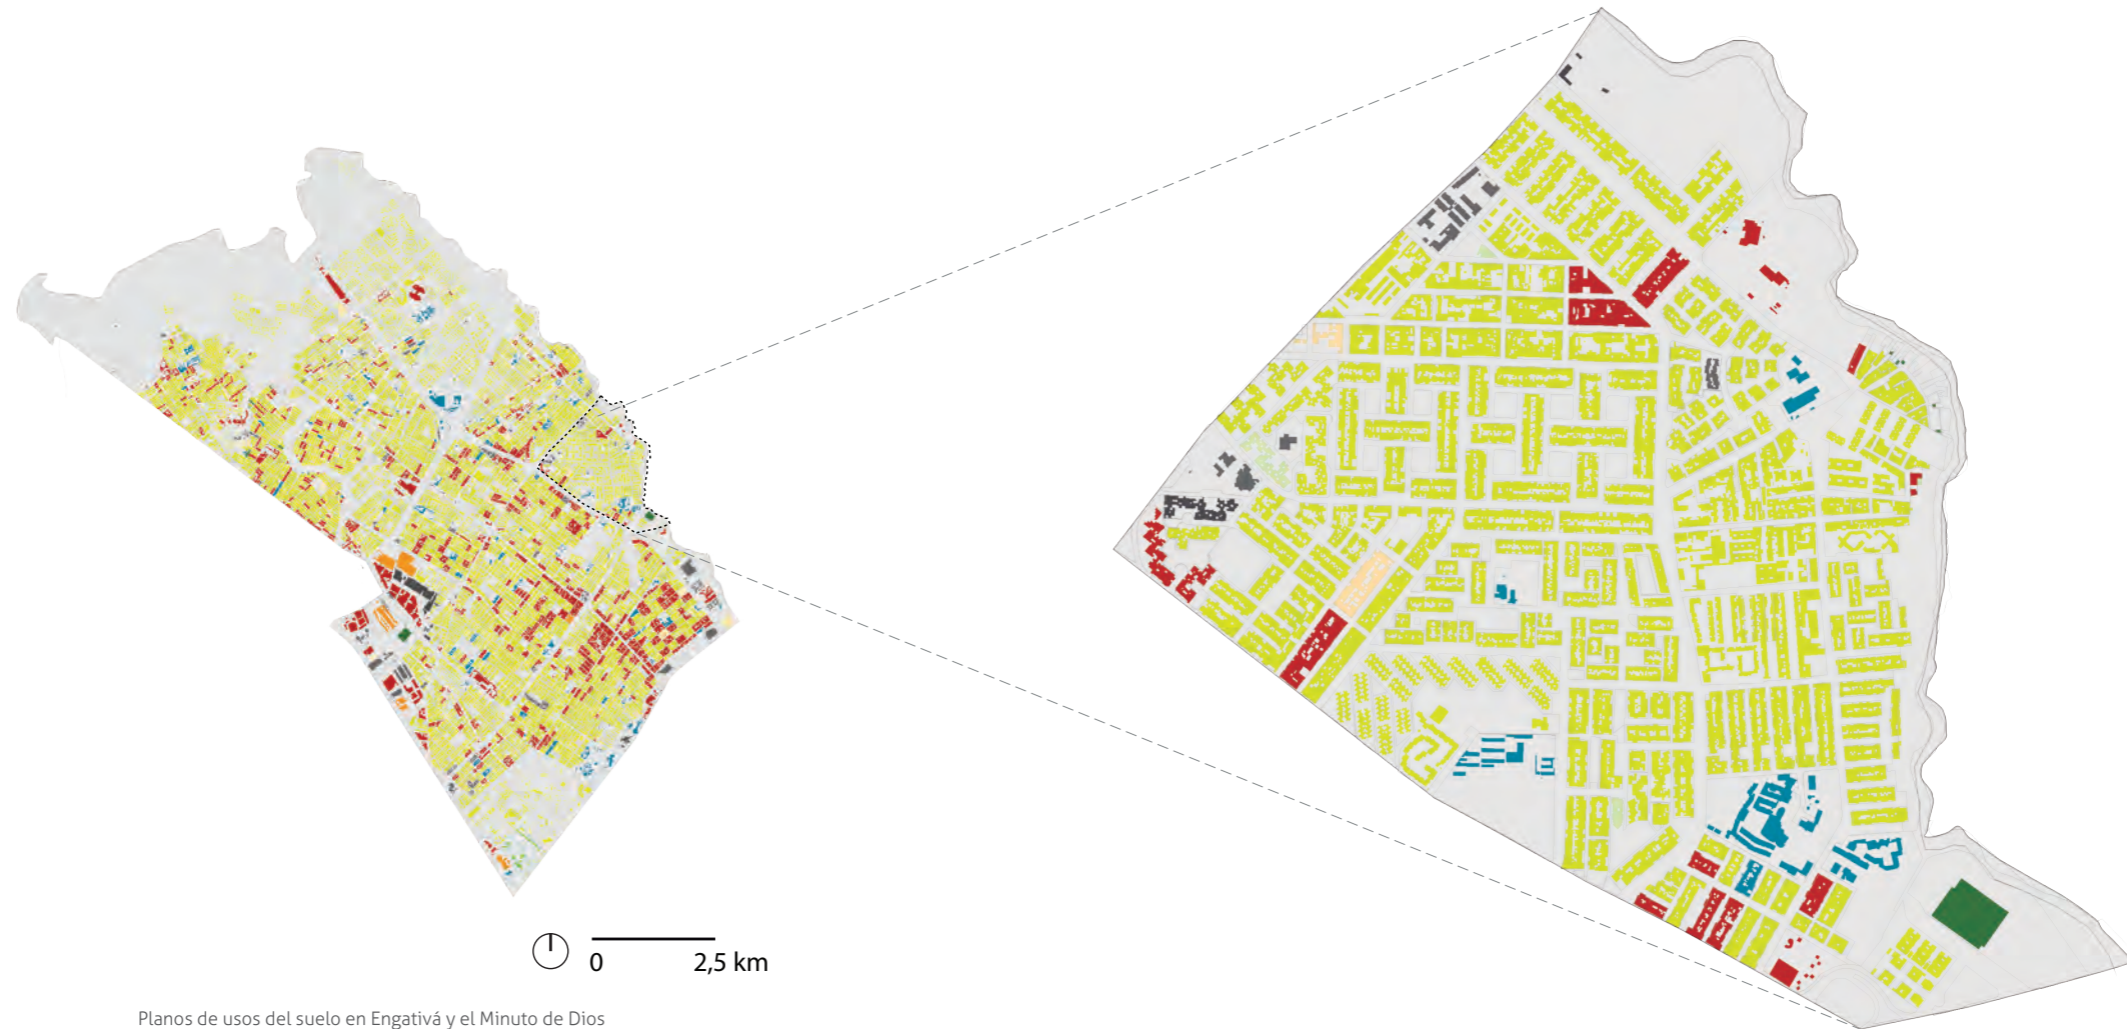 0 2,5 km
Planos de usos del suelo en Engativá y el Minuto de Dios